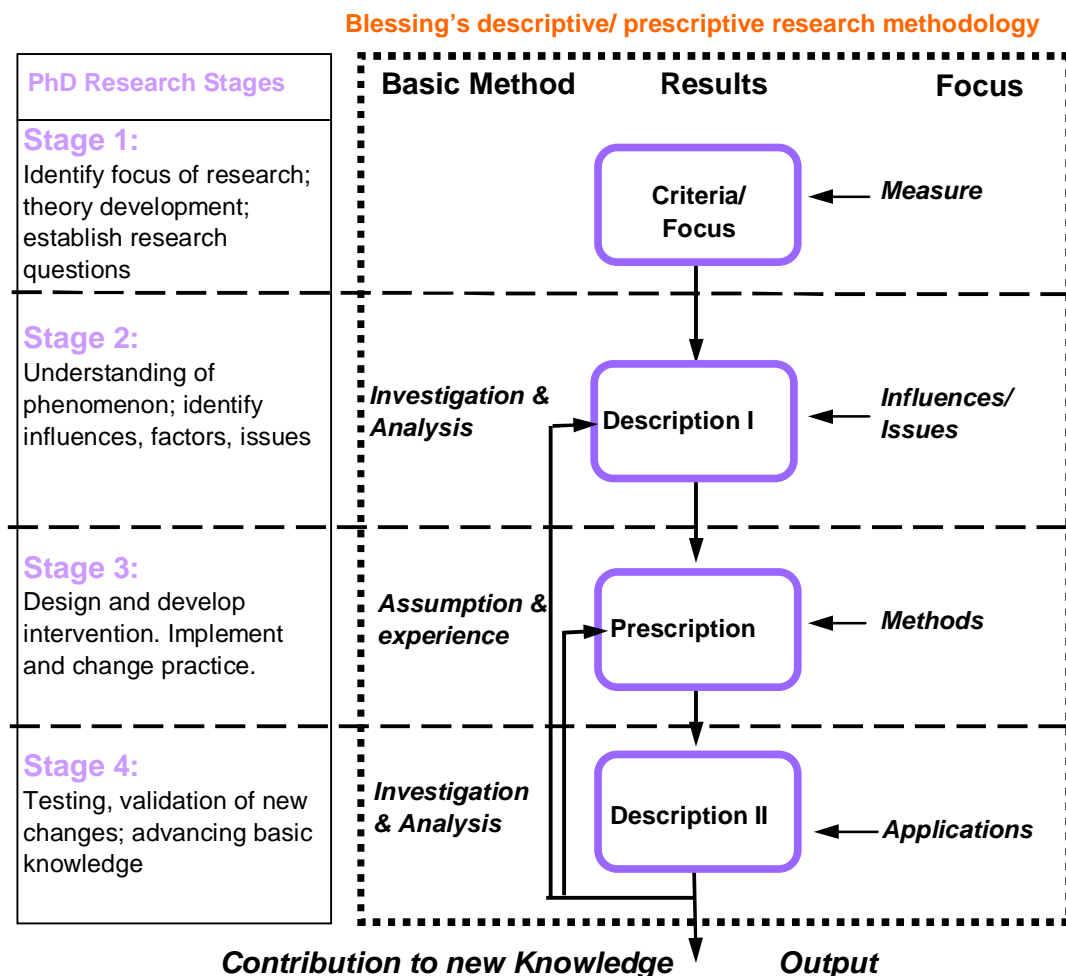 Blessing's descriptive/ prescriptive research methodology
PhD Research Stages
Basic Method
Results
Focus
Stage 1:
Identify focus of research;
theory development;
establish research
questions
Criteria/
Focus
Measure
Stage 2:
Understanding of
phenomenon; identify
influences, factors, issues
Investigation &
Analysis
Description I
Influences/
Issues
Stage 3:
Design and develop
intervention. Implement
and change practice.
Assumption &
experience
Prescription
Methods
Stage 4:
Testing, validation of new
changes; advancing basic
knowledge
Investigation
& Analysis
Description II
Applications
Contribution to new Knowledge
Output